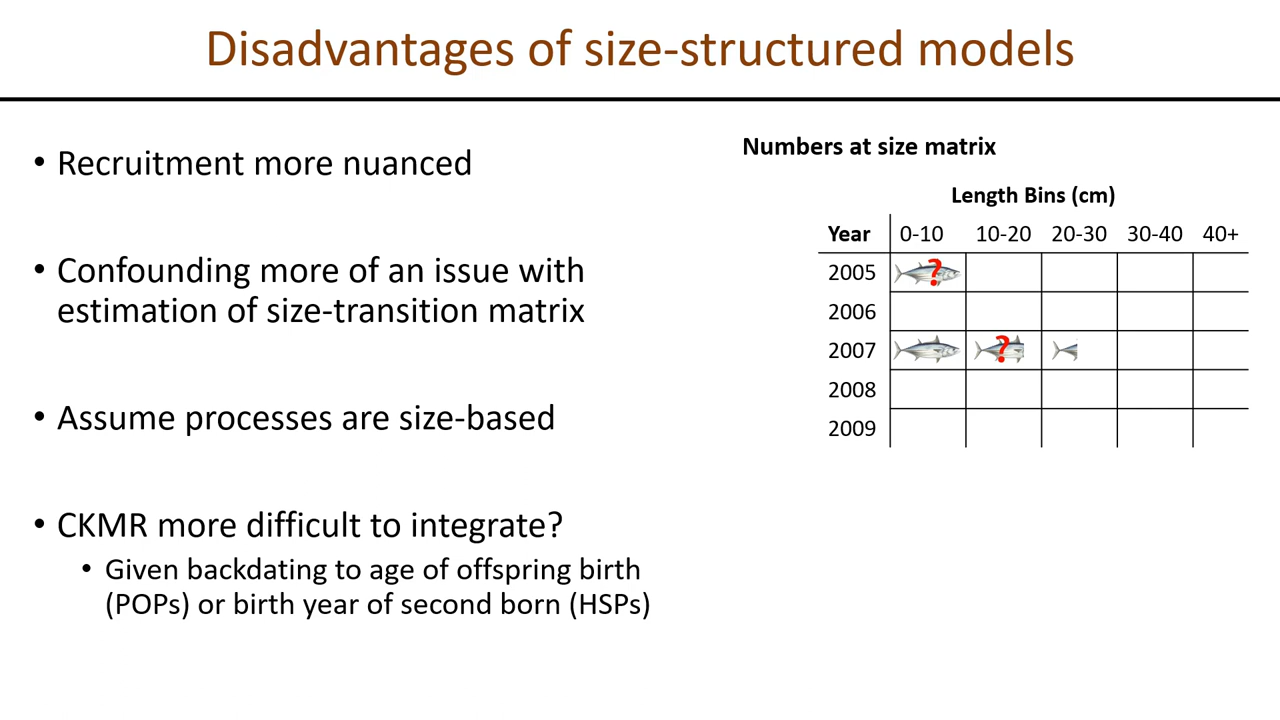 Disadvantages of size-structured models
• Recruitment more nuanced
• Confounding more of an issue with
estimation of size-transition matrix
• Assume processes are size-based
• CKMR more difficult to integrate?
• Given backdating to age of offspring birth
(POPs) or birth year of second born (HSPs)
Numbers at size matrix
Length Bins (cm)
Year 0-10 10-20 20-30 30-40 40+
2005 ?
2006
2007 ?
2008
2009